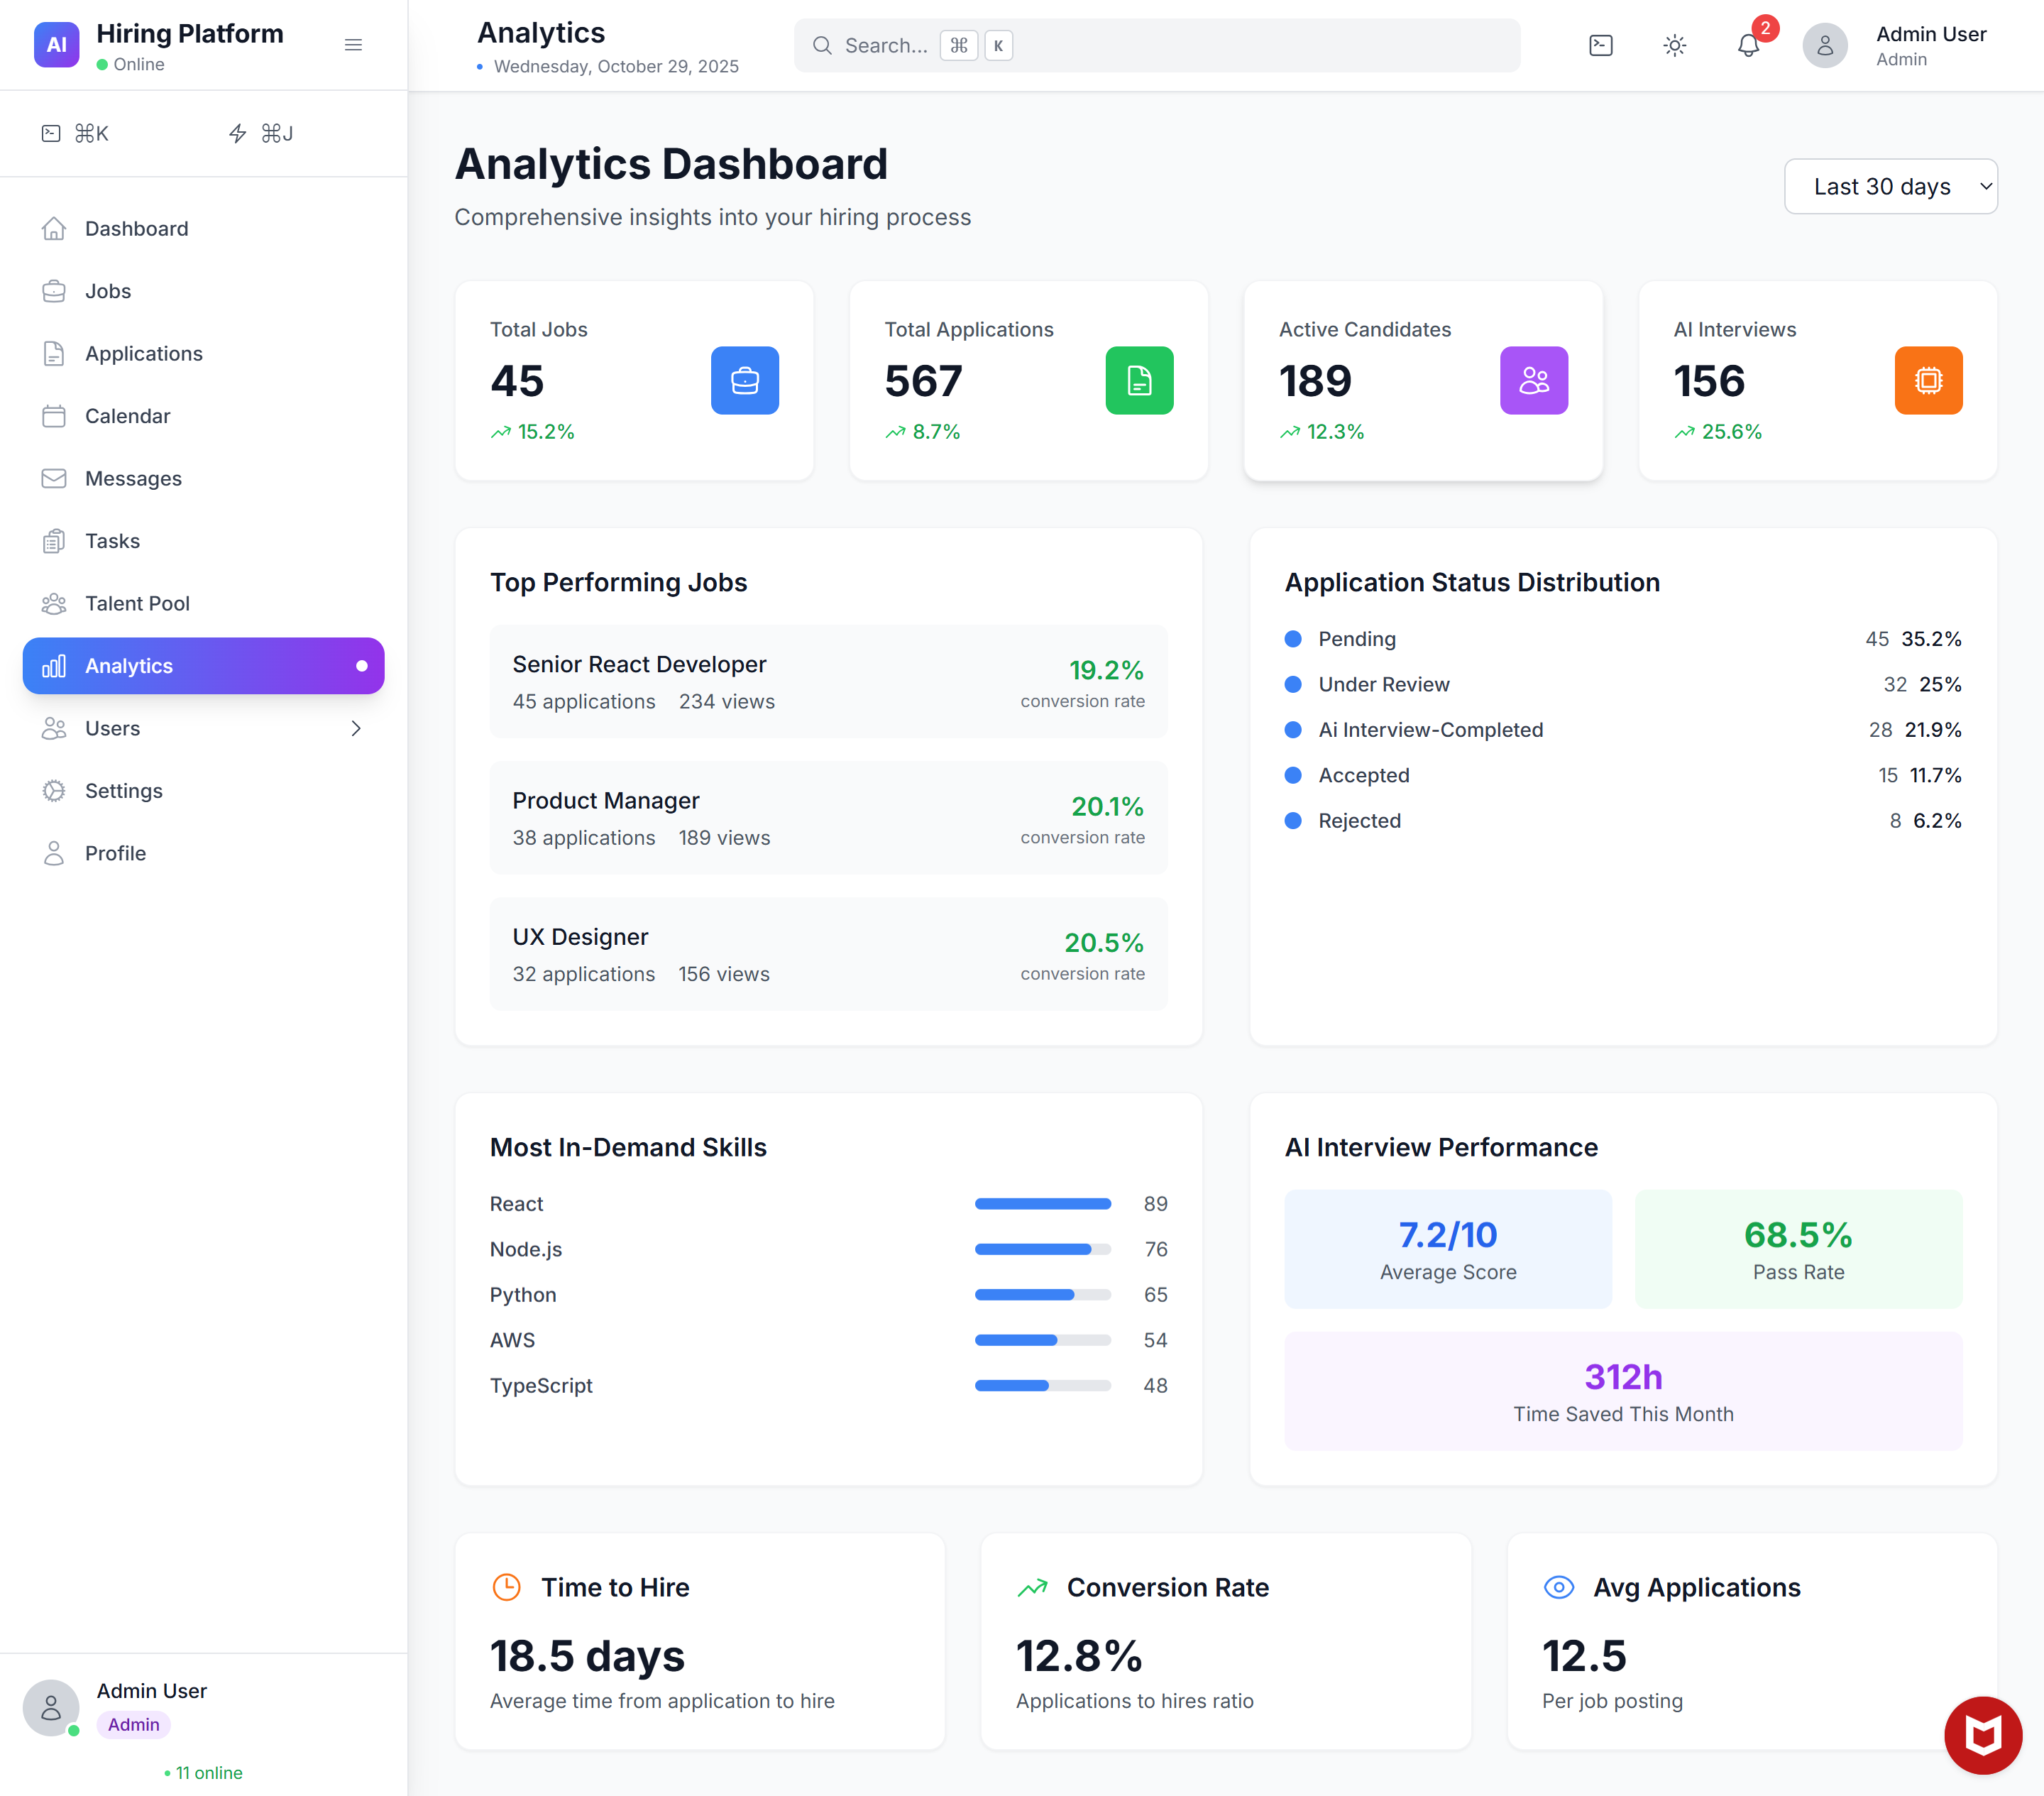 AI
Hiring Platform
Online
⌘K
⌘J
Dashboard
Jobs
Applications
Calendar
Messages
Tasks
Talent Pool
Analytics
Users
Settings
Profile
Admin User
Admin
11 online
Analytics
Wednesday, October 29, 2025
Search... ⌘ K
2
Admin User
Admin
Analytics Dashboard
Comprehensive insights into your hiring process
Last 30 days
Total Jobs
45
15.2%
Total Applications
567
8.7%
Active Candidates
189
12.3%
AI Interviews
156
25.6%
Top Performing Jobs
Senior React Developer
45 applications 234 views
19.2%
conversion rate
Product Manager
38 applications 189 views
20.1%
conversion rate
UX Designer
32 applications 156 views
20.5%
conversion rate
Application Status Distribution
Pending 45 35.2%
Under Review 32 25%
Ai Interview-Completed 28 21.9%
Accepted 15 11.7%
Rejected 8 6.2%
Most In-Demand Skills
React 89
Node.js 76
Python 65
AWS 54
TypeScript 48
AI Interview Performance
7.2/10
Average Score
68.5%
Pass Rate
312h
Time Saved This Month
Time to Hire
18.5 days
Average time from application to hire
Conversion Rate
12.8%
Applications to hires ratio
Avg Applications
12.5
Per job posting